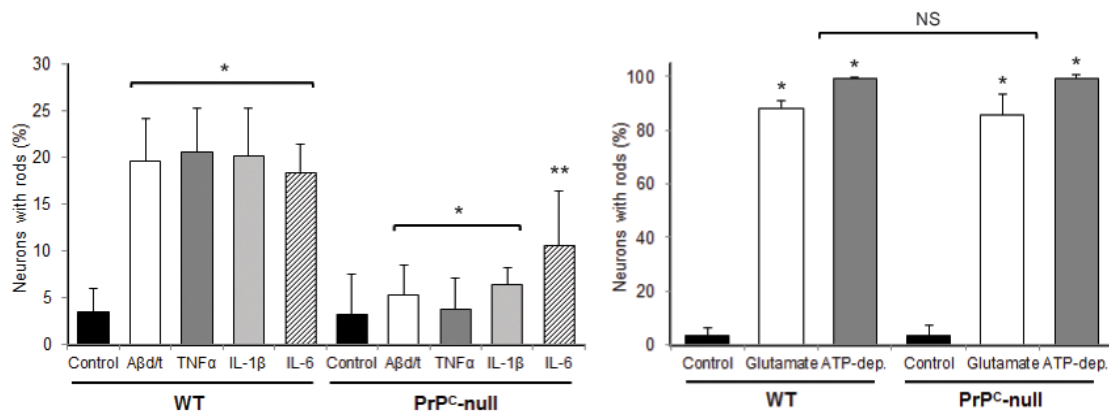 Neurons with rods (%)
30
25
20
15
10
5
0
*
*
**
Control Aβd/t TNFα IL-1β IL-6 Control Aβd/t TNFα IL-1β IL-6
WT PrPC-null
NS
Neurons with rods (%)
100
80
60
40
20
0
* * * *
Control Glutamate ATP-dep. Control Glutamate ATP-dep.
WT PrPC-null